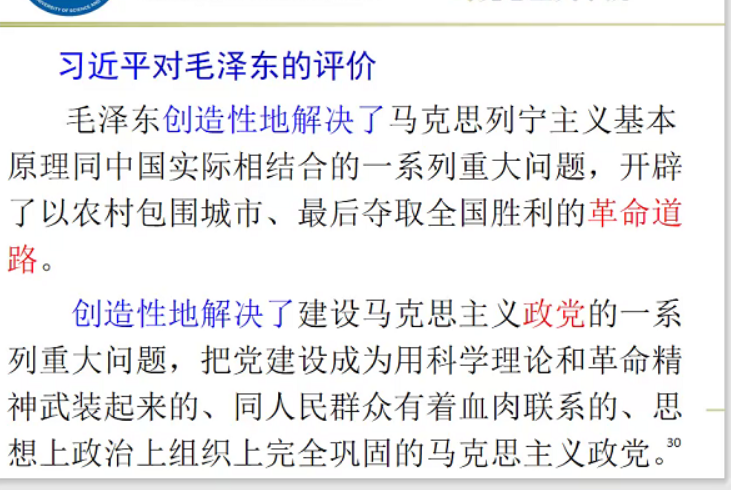 UNIVERSITY OF SCIENCE AND
习近平对毛泽东的评价
毛泽东创造性地解决了马克思列宁主义基本
原理同中国实际相结合的一系列重大问题，开辟
了以农村包围城市、最后夺取全国胜利的革命道
路。
创造性地解决了建设马克思主义政党的一系
列重大问题，把党建设成为用科学理论和革命精
神武装起来的、同人民群众有着血肉联系的、思
想上政治上组织上完全巩固的马克思主义政党。
30